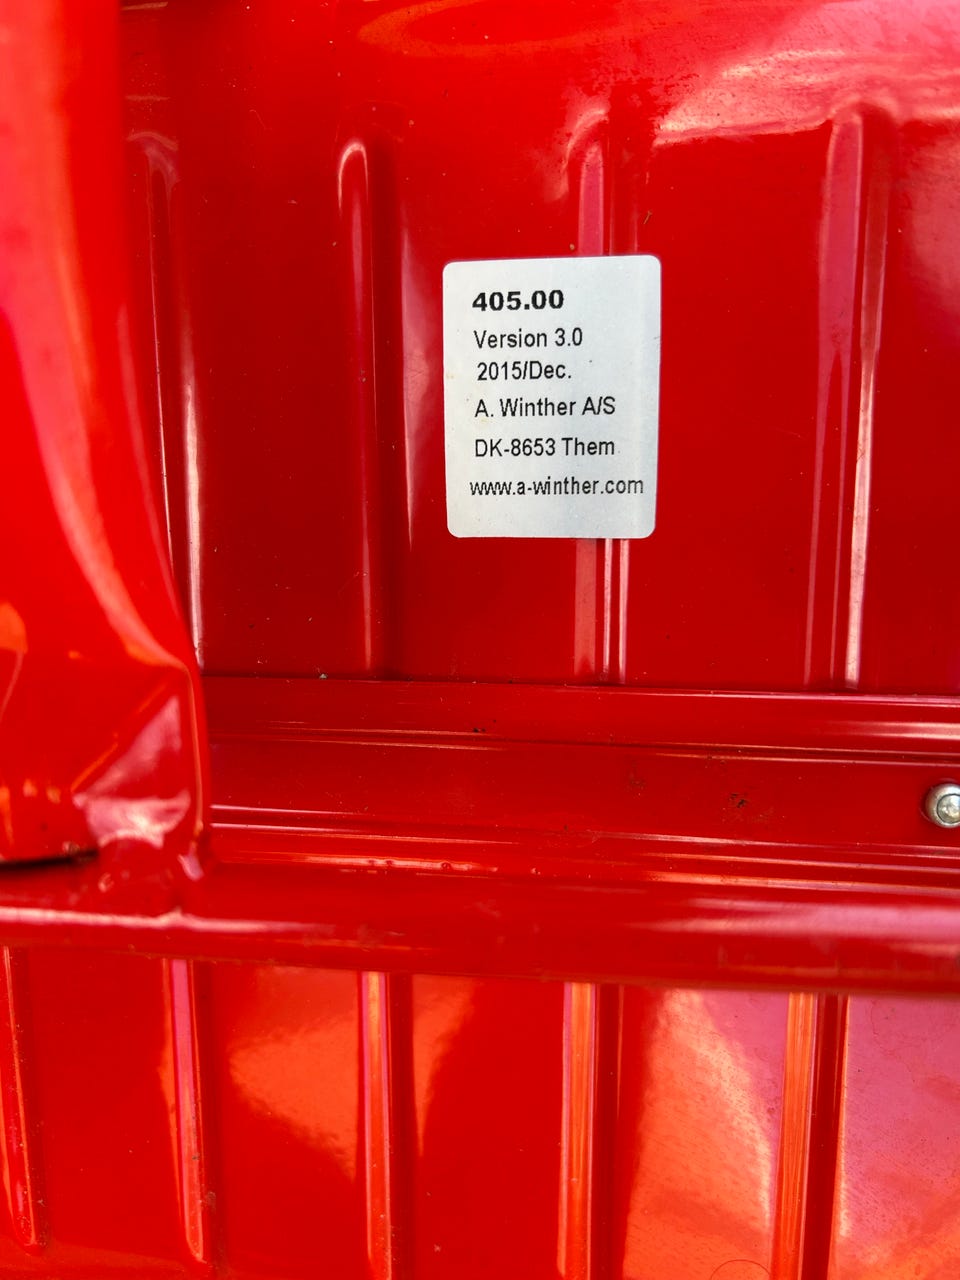 405.00
Version 3.0
2015/Dec.
A. Winther A/S
DK-8653 Them
www.a-winther.com